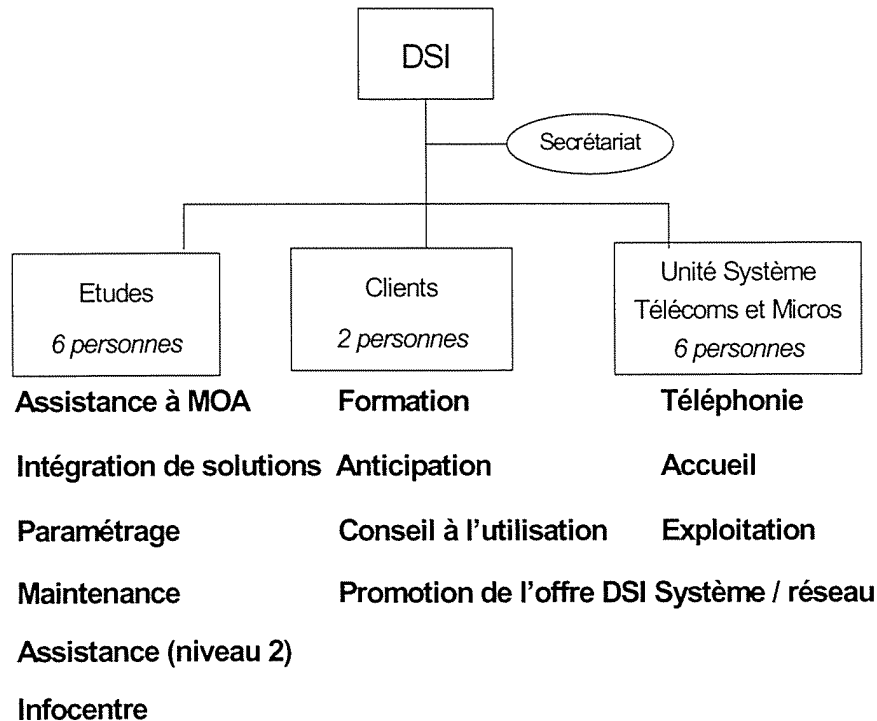 DSI
Secrétariat
Etudes
6 personnes
Clients
2 personnes
Unité Système
Télécoms et Micros
6 personnes
Assistance à MOA
Intégration de solutions
Paramétrage
Maintenance
Assistance (niveau 2)
Infocentre
Formation
Anticipation
Conseil à l'utilisation
Promotion de l'offre DSI
Téléphonie
Accueil
Exploitation
Système / réseau